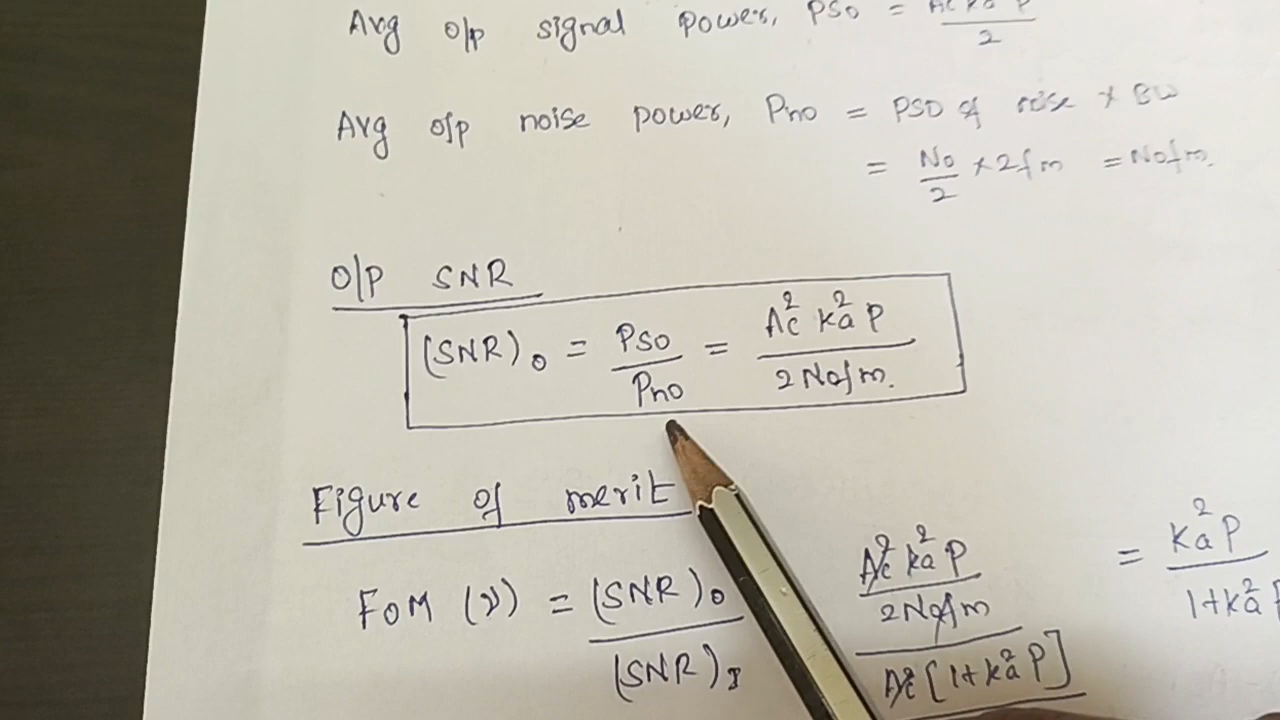 Avg o/p signal power, Pso = Ac² ka² P / 2
Avg o/p noise power, Pno = PSD of noise × BW
= No/2 × 2fm = Nofm.
O/P SNR
(SNR)o = Pso/Pno = Ac² ka² P / 2Nofm.
Figure of merit
FOM (γ) = (SNR)o / (SNR)I
Ac² ka² P / 2Nofm / Ac² [1+ka² P] = ka² P / 1+ka² P